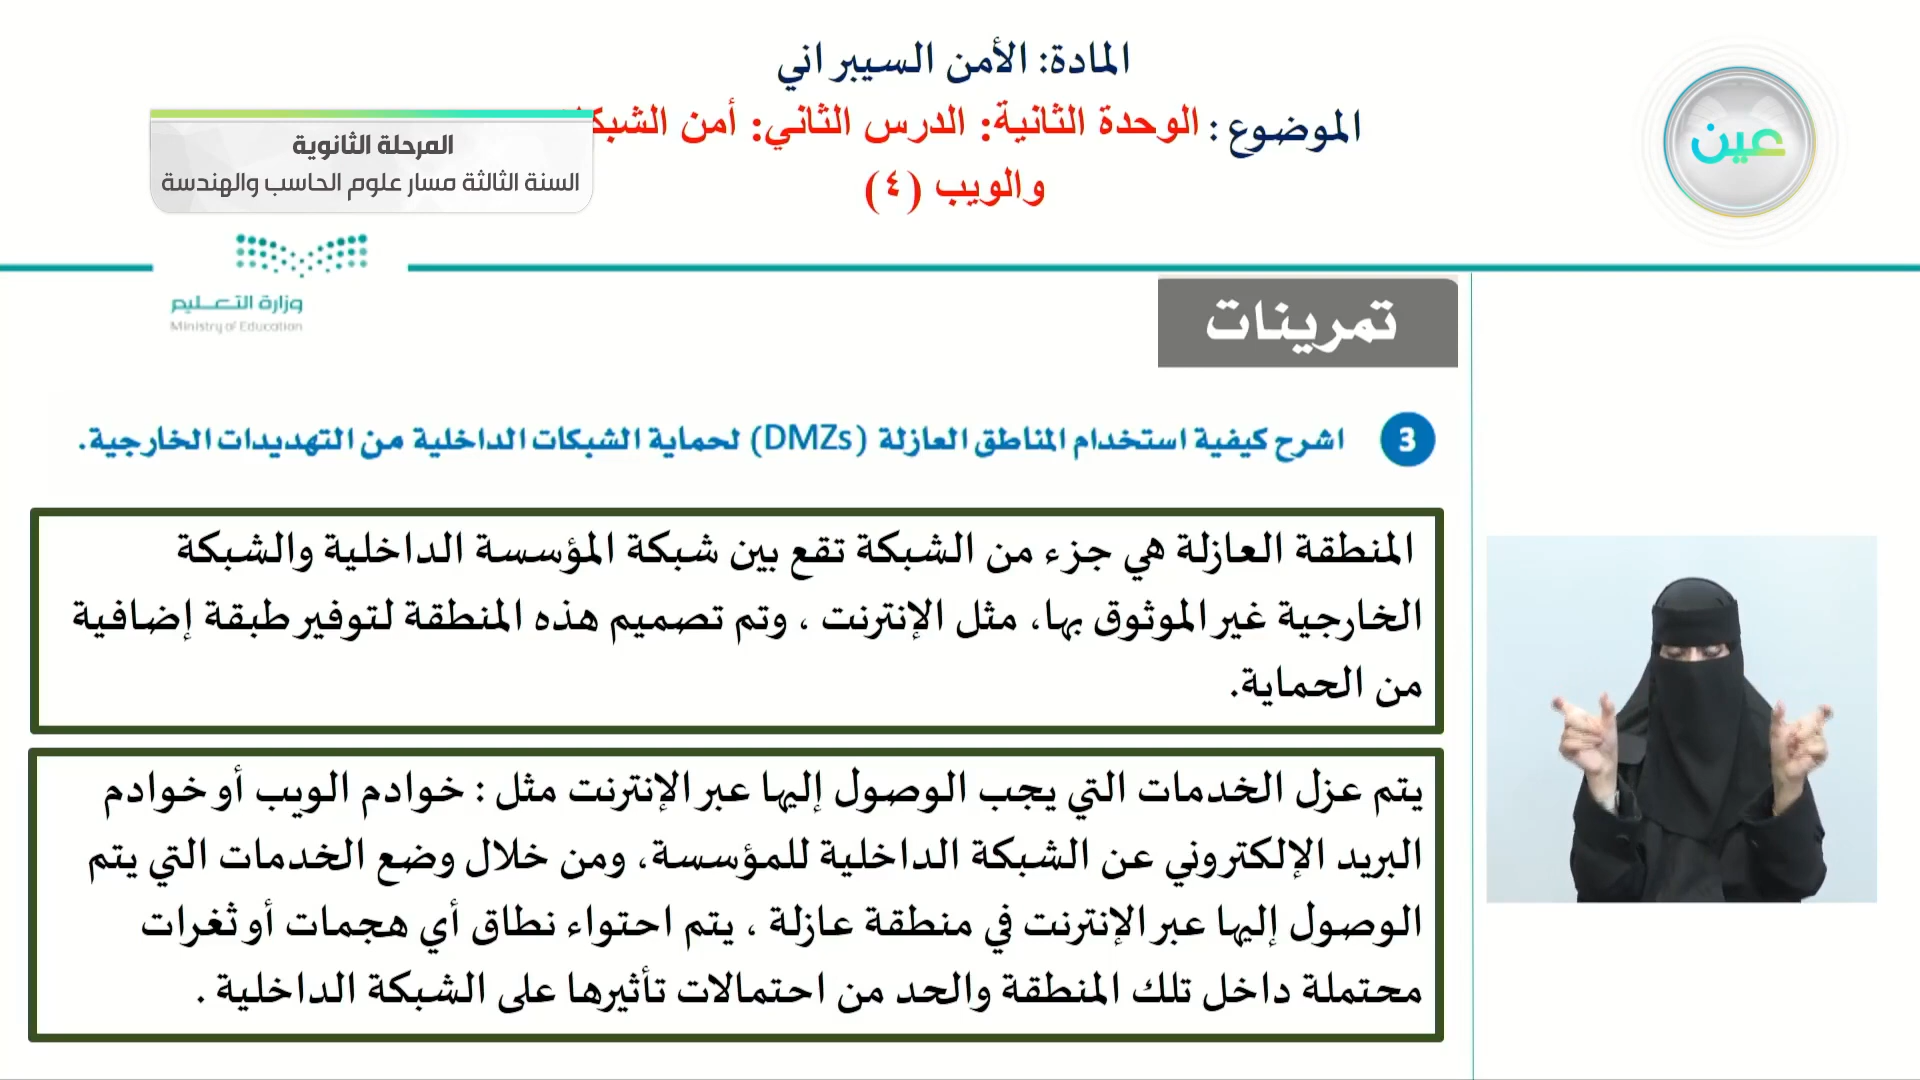 المادة: الأمن السيبراني
الموضوع: الوحدة الثانية: الدرس الثاني: أمن
والويب (٤)
عين
المرحلة الثانوية
السنة الثالثة مسار علوم الحاسب والهندسة
وزارة التعليم
Ministry of Education
تمرينات
3 اشرح كيفية استخدام المناطق العازلة (DMZs) لحماية الشبكات الداخلية من التهديدات الخارجية.
المنطقة العازلة هي جزء من الشبكة تقع بين شبكة المؤسسة الداخلية والشبكة
الخارجية غير الموثوق بها، مثل الإنترنت ، وتم تصميم هذه المنطقة لتوفير طبقة إضافية
من الحماية.
يتم عزل الخدمات التي يجب الوصول إليها عبر الإنترنت مثل : خوادم الويب أو خوادم
البريد الإلكتروني عن الشبكة الداخلية للمؤسسة، ومن خلال وضع الخدمات التي يتم
الوصول إليها عبر الإنترنت في منطقة عازلة ، يتم احتواء نطاق أي هجمات أو ثغرات
محتملة داخل تلك المنطقة والحد من احتمالات تأثيرها على الشبكة الداخلية .